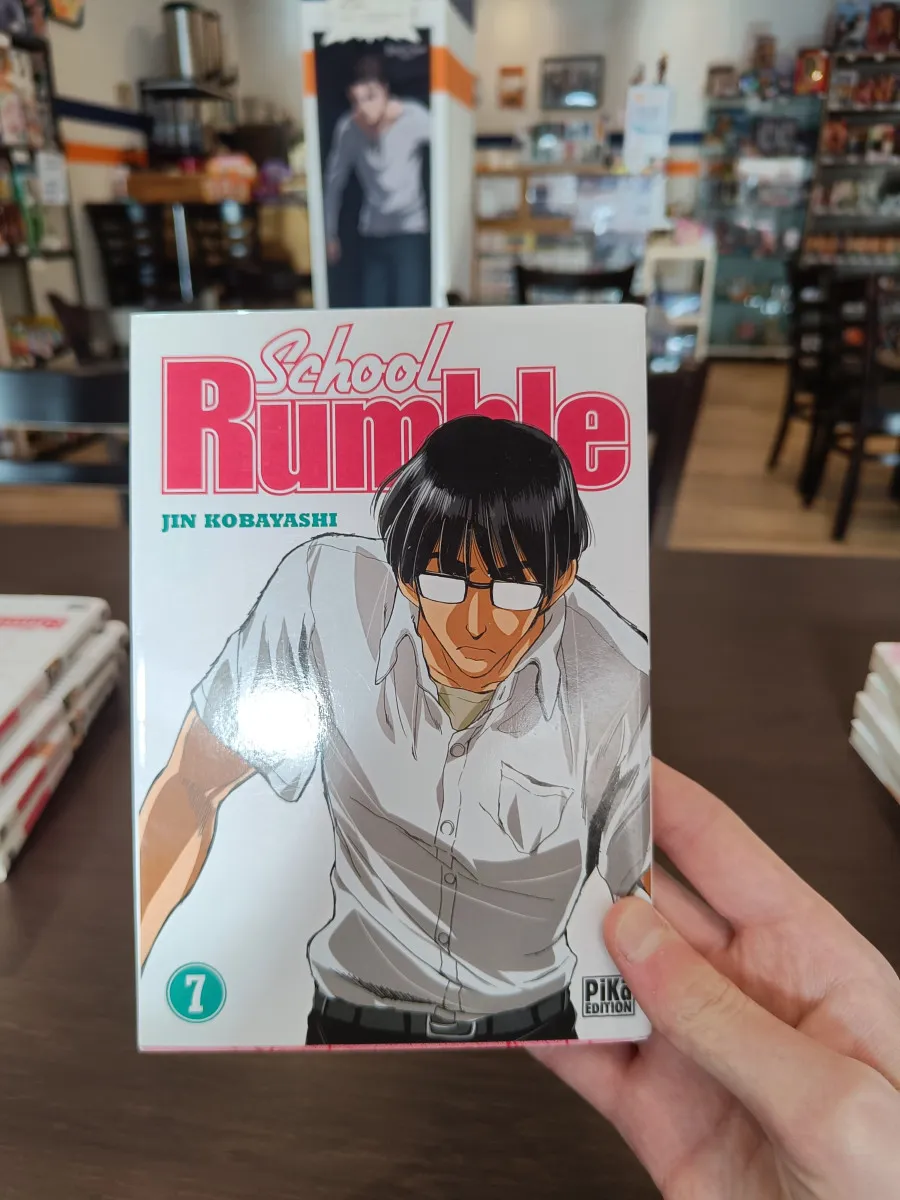 School
Rumble
JIN KOBAYASHI
7
PiKa
EDITION